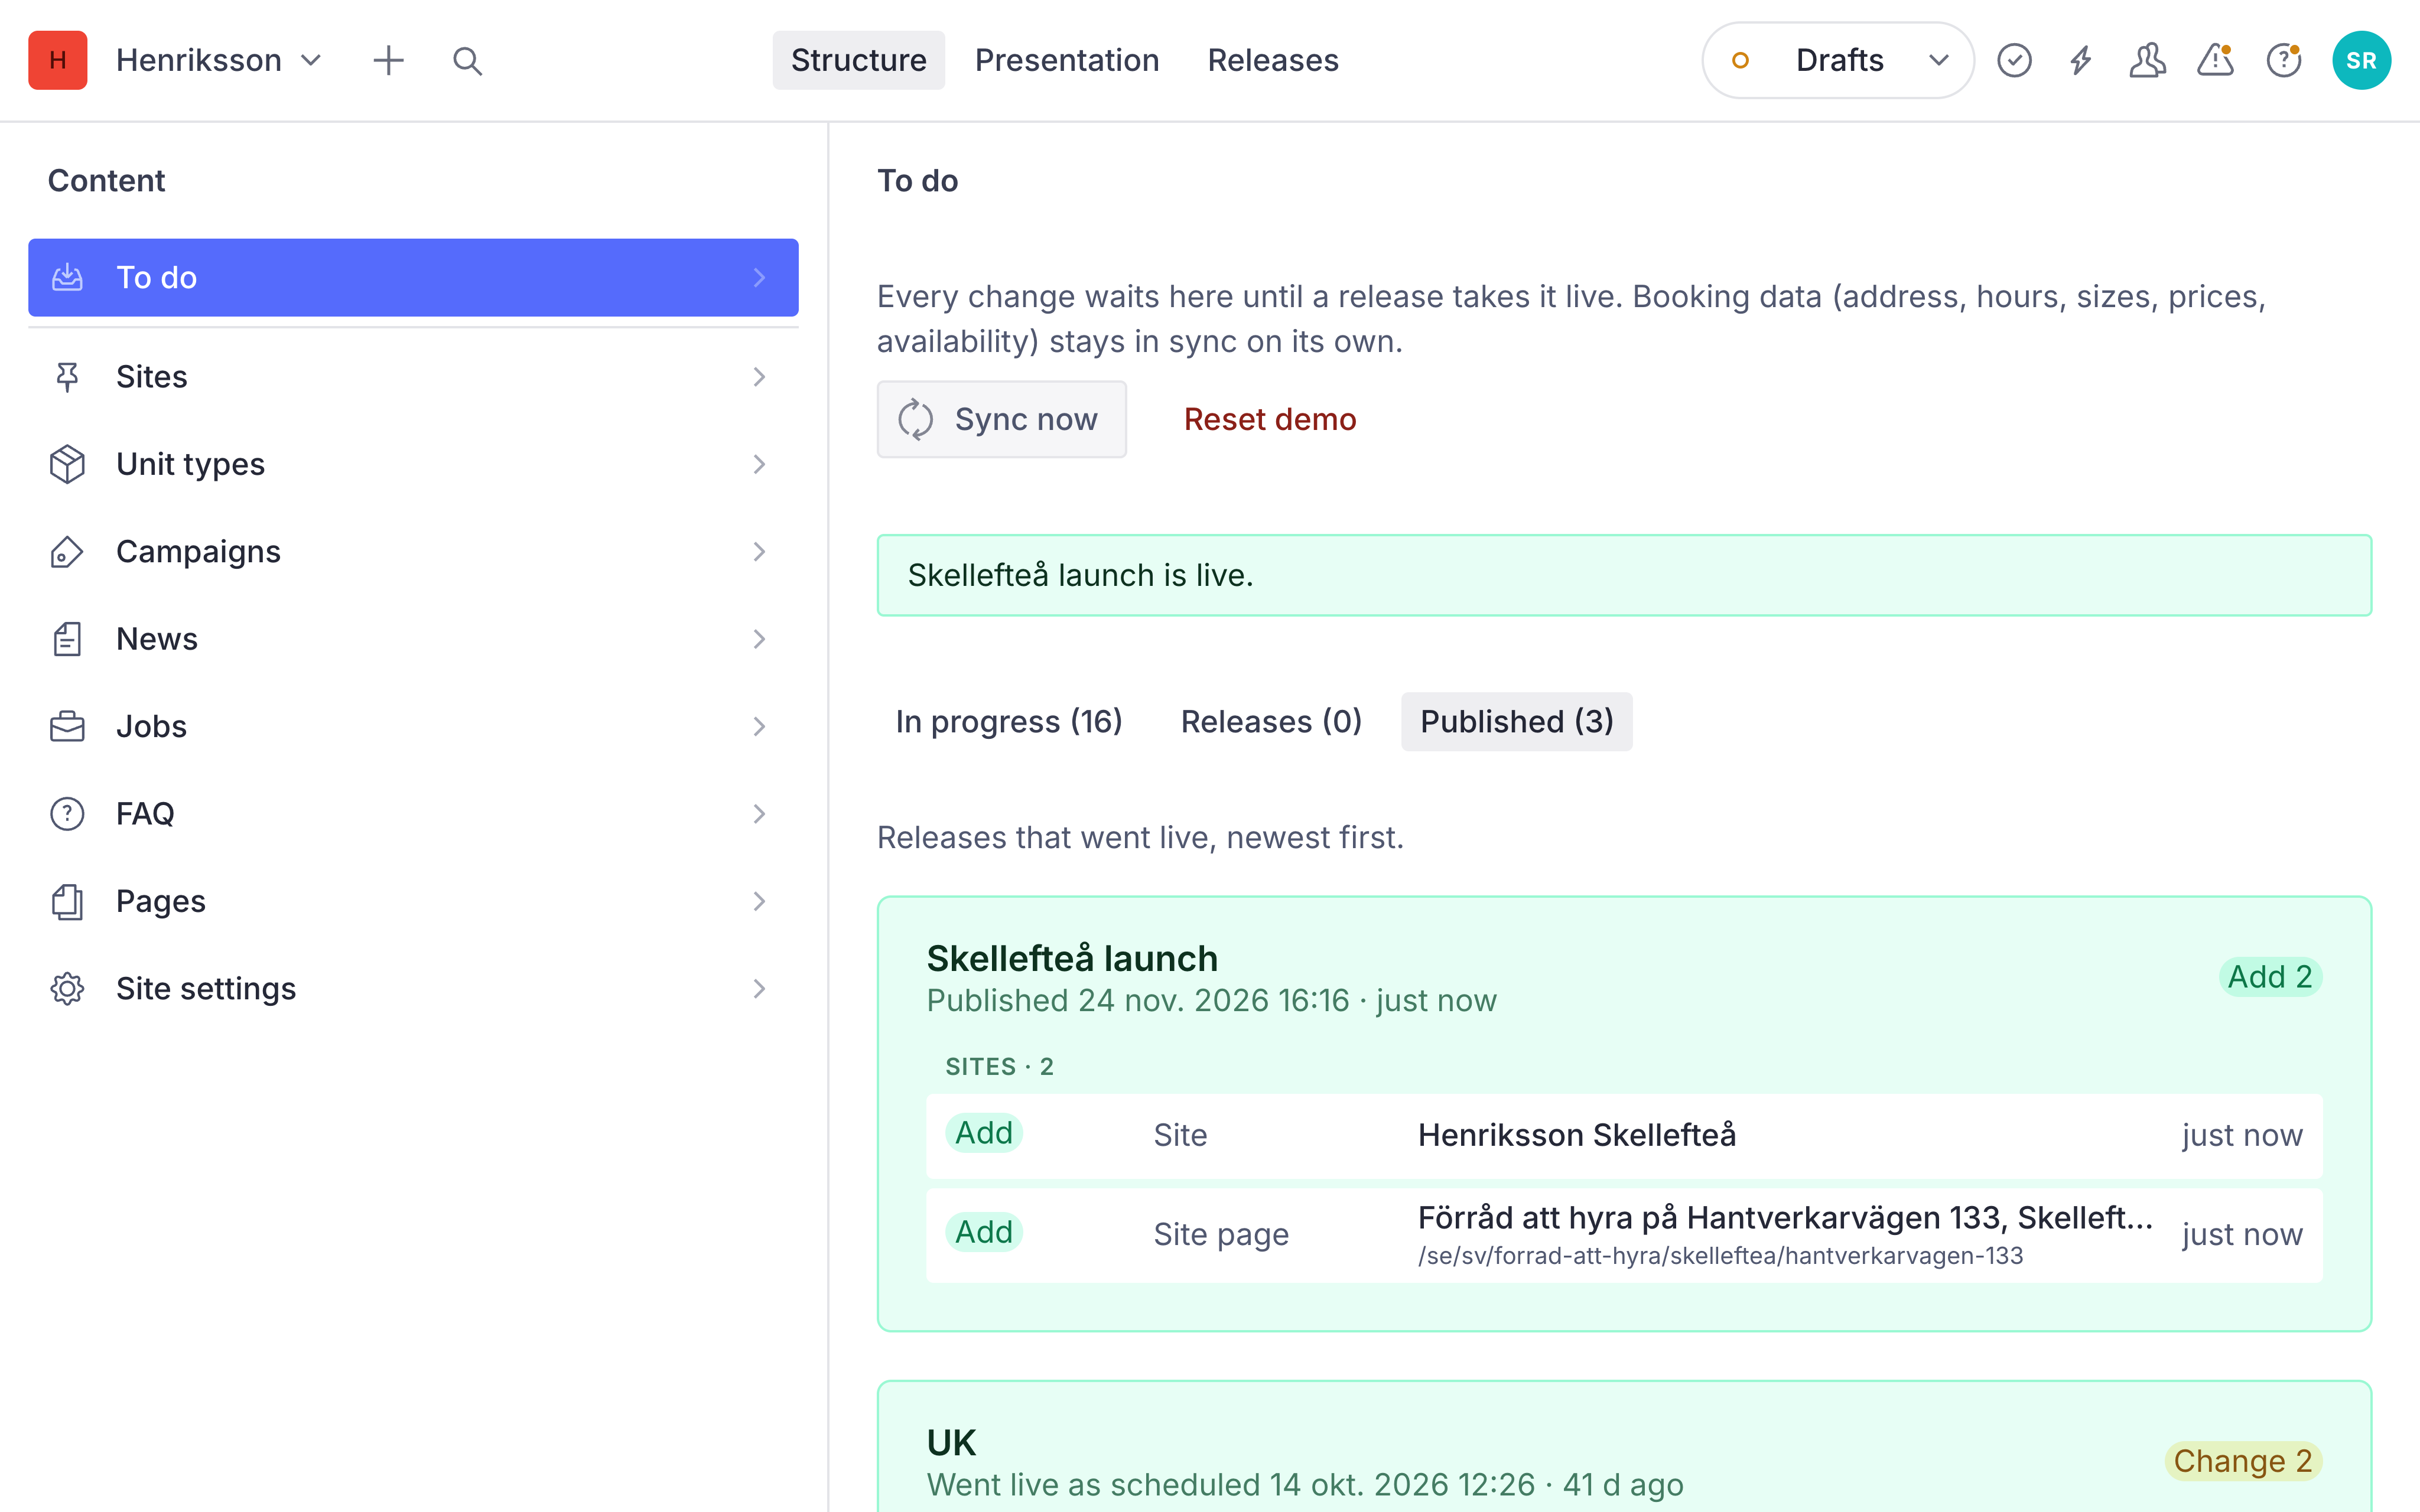 H Henriksson
Structure Presentation Releases
Drafts
SR
Content
To do
Sites
Unit types
Campaigns
News
Jobs
FAQ
Pages
Site settings
To do
Every change waits here until a release takes it live. Booking data (address, hours, sizes, prices,
availability) stays in sync on its own.
Sync now Reset demo
Skellefteå launch is live.
In progress (16) Releases (0) Published (3)
Releases that went live, newest first.
Skellefteå launch
Add 2
Published 24 nov. 2026 16:16 · just now
SITES · 2
Add Site Henriksson Skellefteå just now
Add Site page Förråd att hyra på Hantverkarvägen 133, Skelleft... just now
/se/sv/forrad-att-hyra/skelleftea/hantverkarvagen-133
UK
Change 2
Went live as scheduled 14 okt. 2026 12:26 · 41 d ago